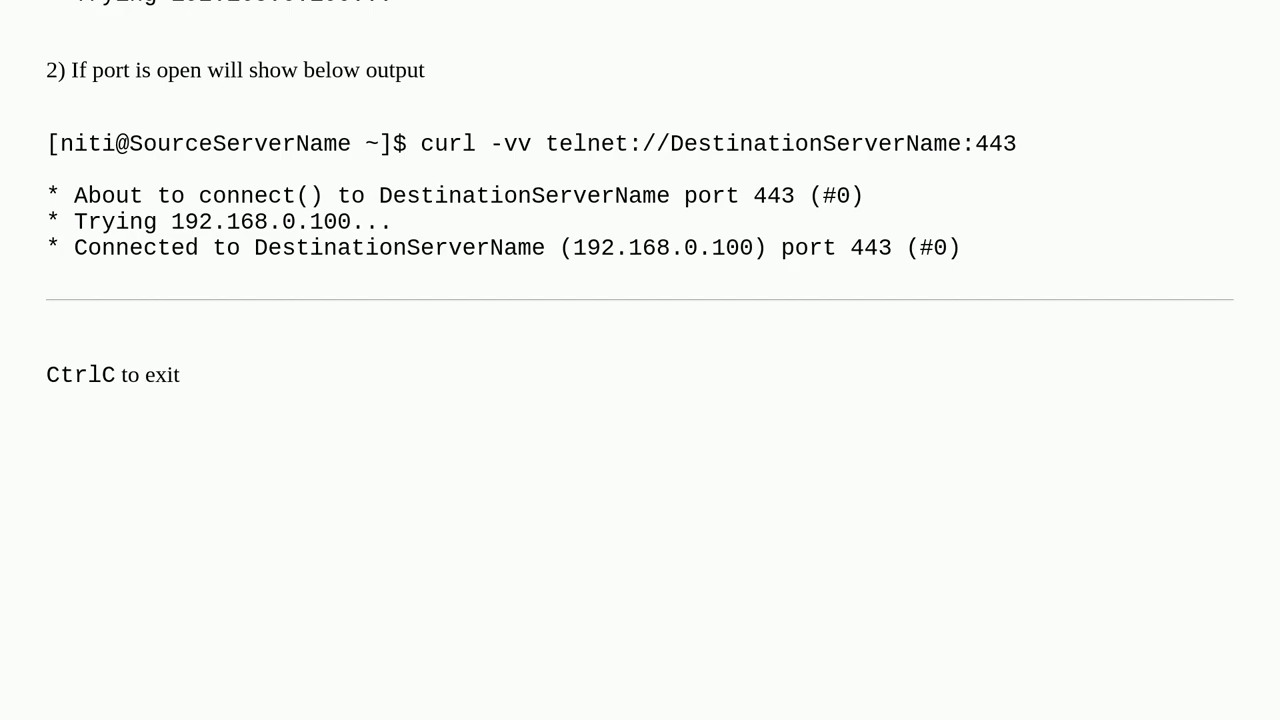 2) If port is open will show below output
[niti@SourceServerName ~]$ curl -vv telnet://DestinationServerName:443
* About to connect() to DestinationServerName port 443 (#0)
* Trying 192.168.0.100...
* Connected to DestinationServerName (192.168.0.100) port 443 (#0)
CtrlC to exit